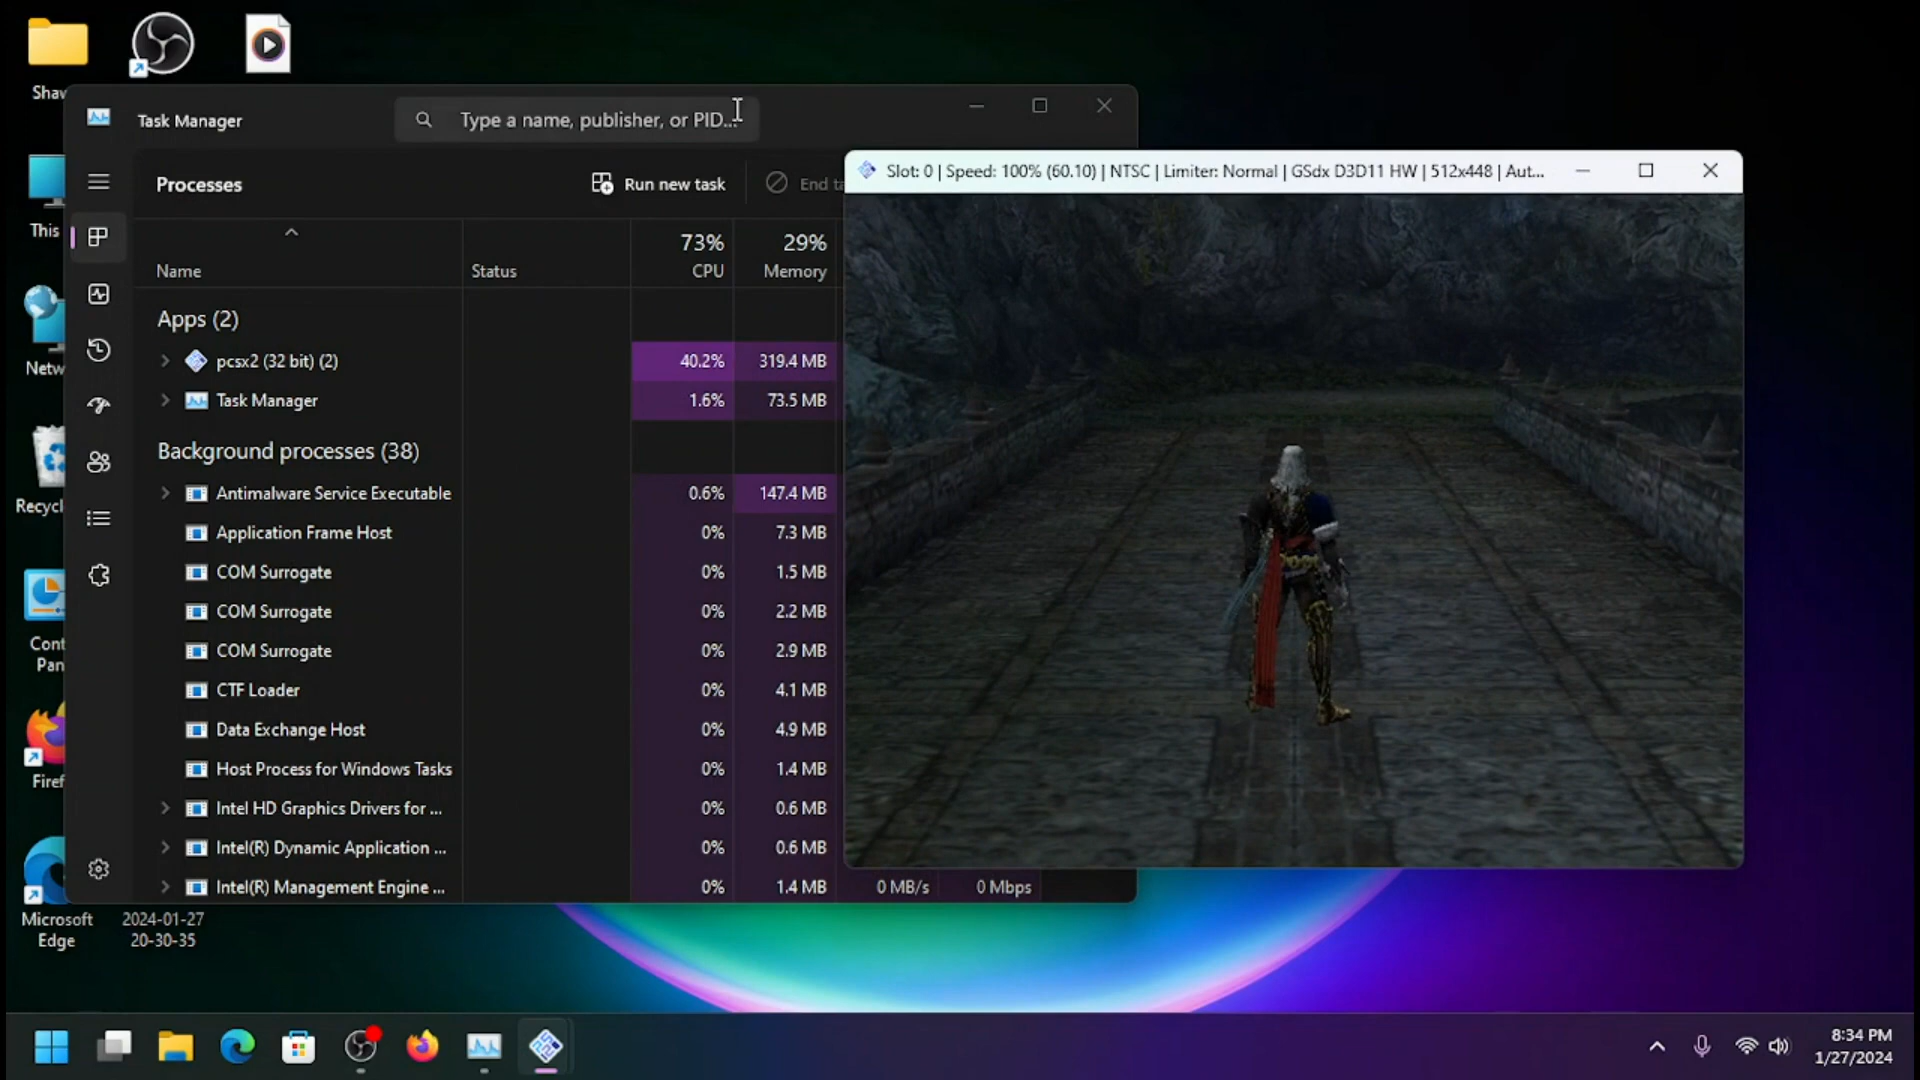 Shaw
Task Manager
Type a name, publisher, or PID...
Slot: 0 | Speed: 100% (60.10) | NTSC | Limiter: Normal | GSdx D3D11 HW | 512x448 | Aut...
Processes
Run new task
End ta
This
73%
29%
Name
Status
CPU
Memory
Apps (2)
pcsx2 (32 bit) (2)
40.2%
319.4 MB
Netw
Task Manager
1.6%
73.5 MB
Background processes (38)
Antimalware Service Executable
0.6%
147.4 MB
Recycl
Application Frame Host
0%
7.3 MB
COM Surrogate
0%
1.5 MB
COM Surrogate
0%
2.2 MB
Cont
Pan
COM Surrogate
0%
2.9 MB
CTF Loader
0%
4.1 MB
Data Exchange Host
0%
4.9 MB
Firef
Host Process for Windows Tasks
0%
1.4 MB
Intel HD Graphics Drivers for ...
0%
0.6 MB
Intel(R) Dynamic Application ...
0%
0.6 MB
Intel(R) Management Engine ...
0%
1.4 MB
0 MB/s
0 Mbps
Microsoft
Edge
2024-01-27
20-30-35
8:34 PM
1/27/2024